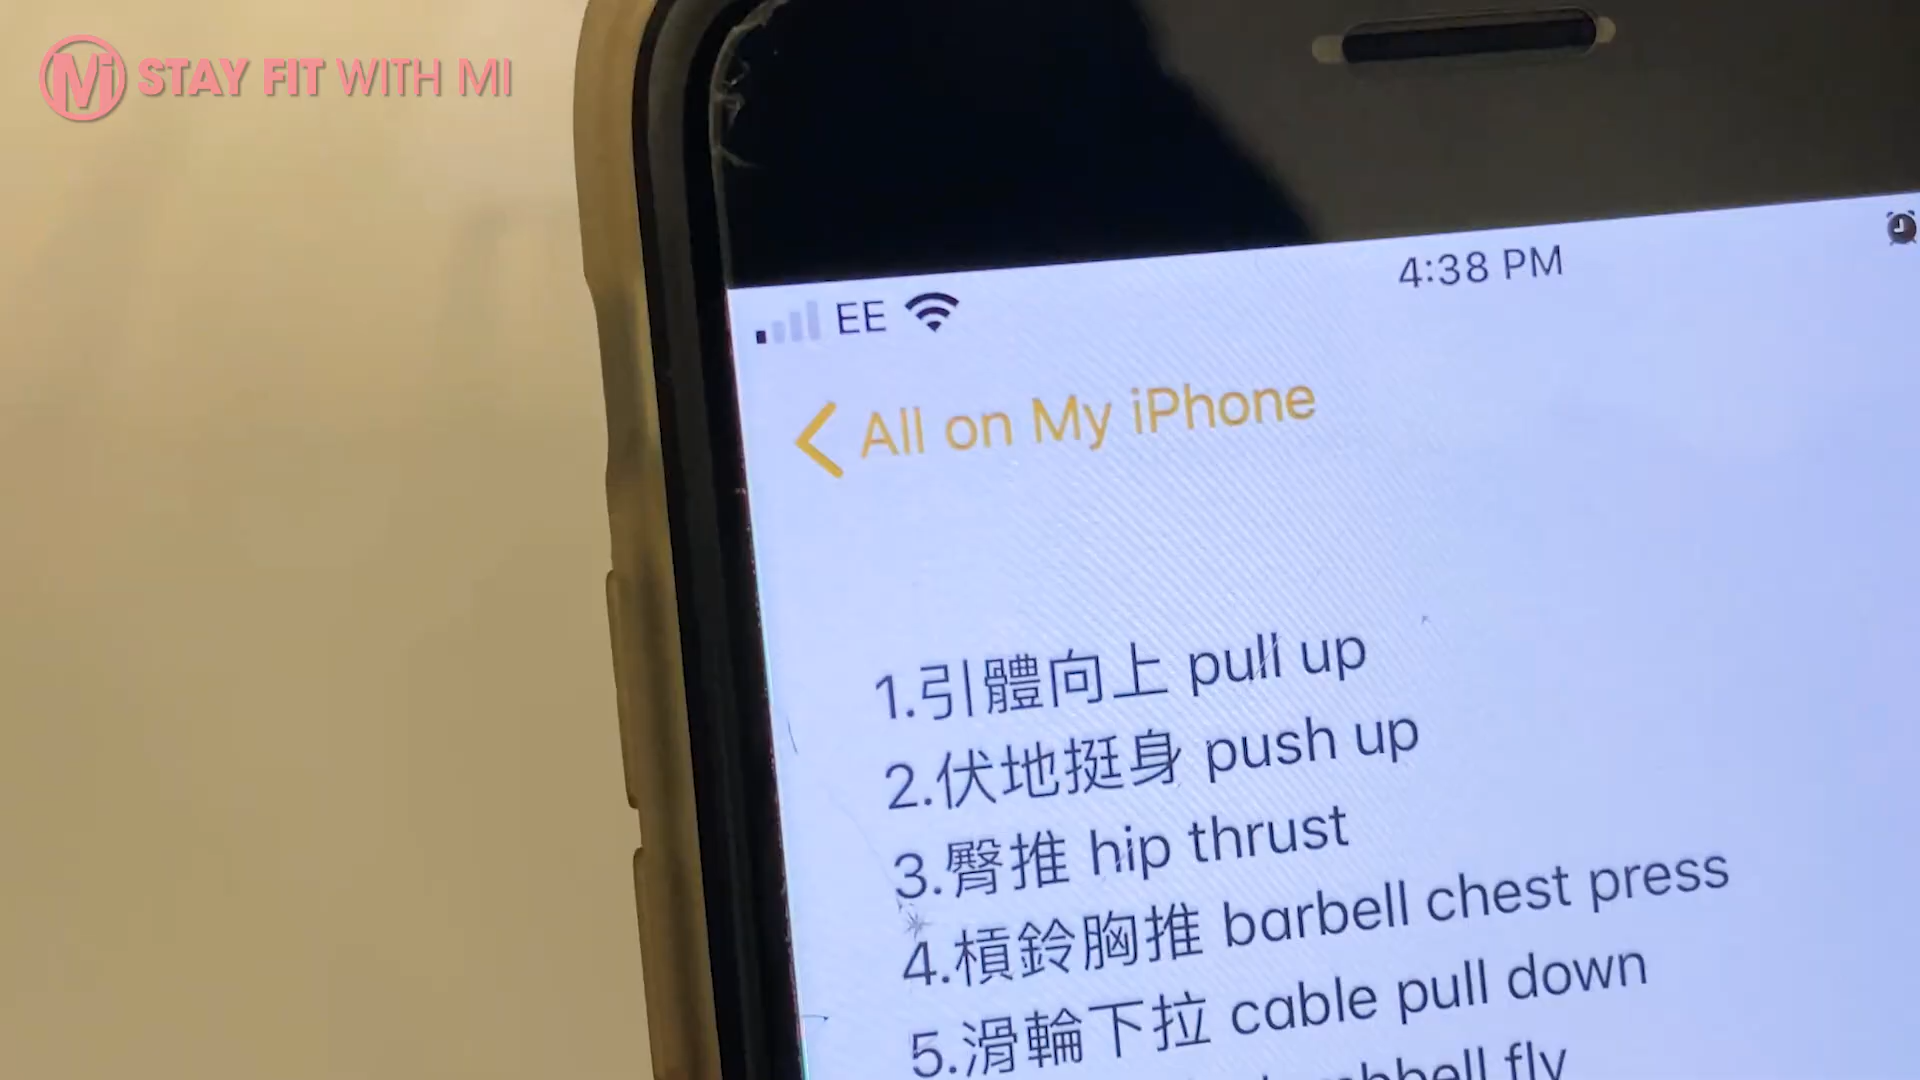 Mi STAY FIT WITH MI
4:38 PM
EE
All on My iPhone
1.引體向上 pull up
2.伏地挺身 push up
3.臀推 hip thrust
4.槓鈴胸推 barbell chest press
5.滑輪下拉 cable pull down
fly